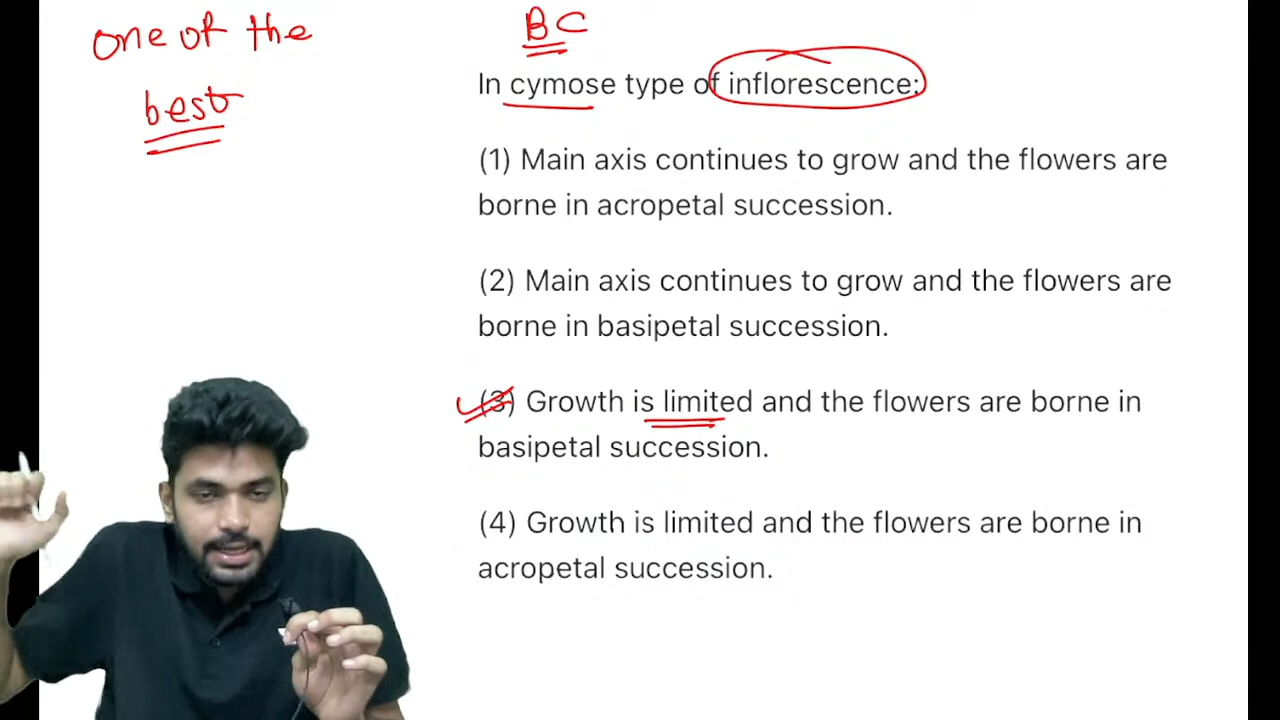 one of the
best
BC
In cymose type of inflorescence:
(1) Main axis continues to grow and the flowers are
borne in acropetal succession.
(2) Main axis continues to grow and the flowers are
borne in basipetal succession.
(3) Growth is limited and the flowers are borne in
basipetal succession.
(4) Growth is limited and the flowers are borne in
acropetal succession.